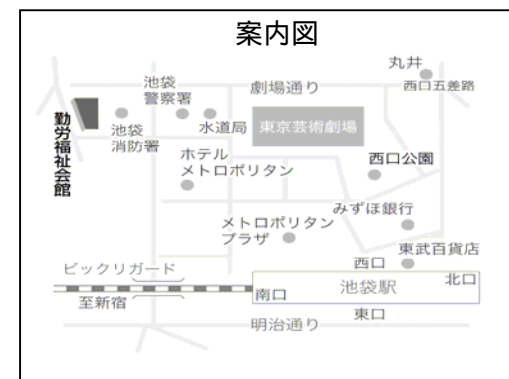 案内図
丸井
西口五差路
劇場通り
池袋
警察署
勤労福祉会館
池袋
消防署
水道局
東京芸術劇場
ホテル
メトロポリタン
西口公園
みずほ銀行
メトロポリタン
プラザ
東武百貨店
西口
北口
ビックリガード
南口
池袋駅
至新宿
東口
明治通り